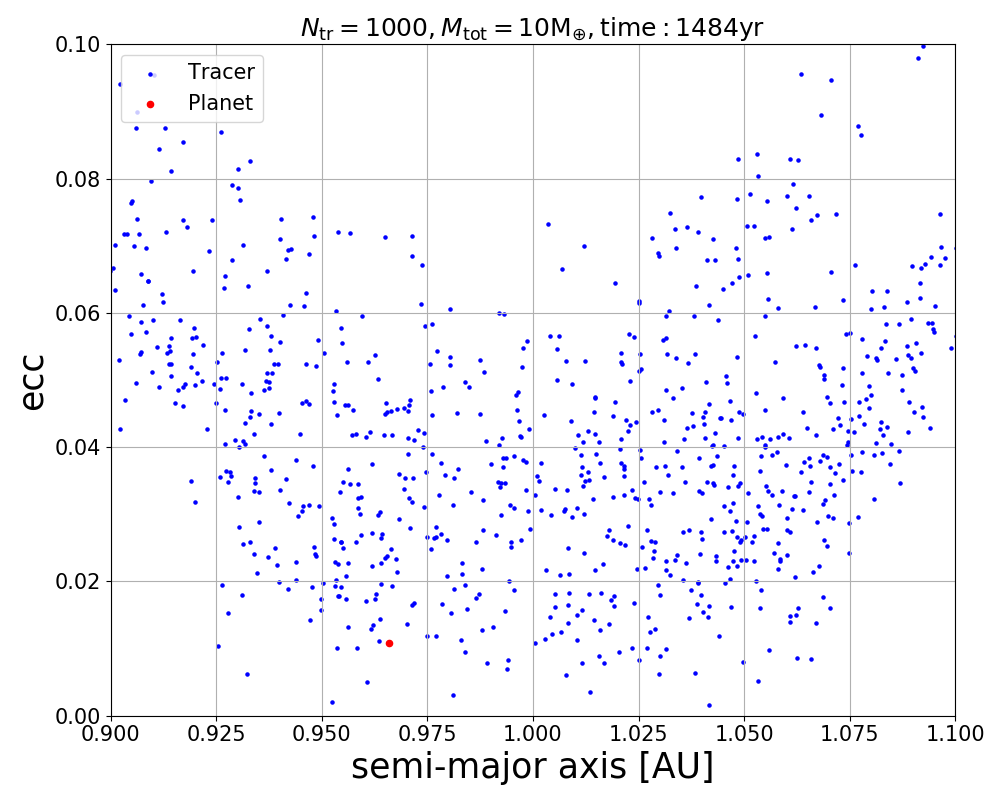 N_tr = 1000, M_tot = 10M_⊕, time : 1484yr
0.10
Tracer
Planet
0.08
0.06
ecc
0.04
0.02
0.00
0.900 0.925 0.950 0.975 1.000 1.025 1.050 1.075 1.100
semi-major axis [AU]